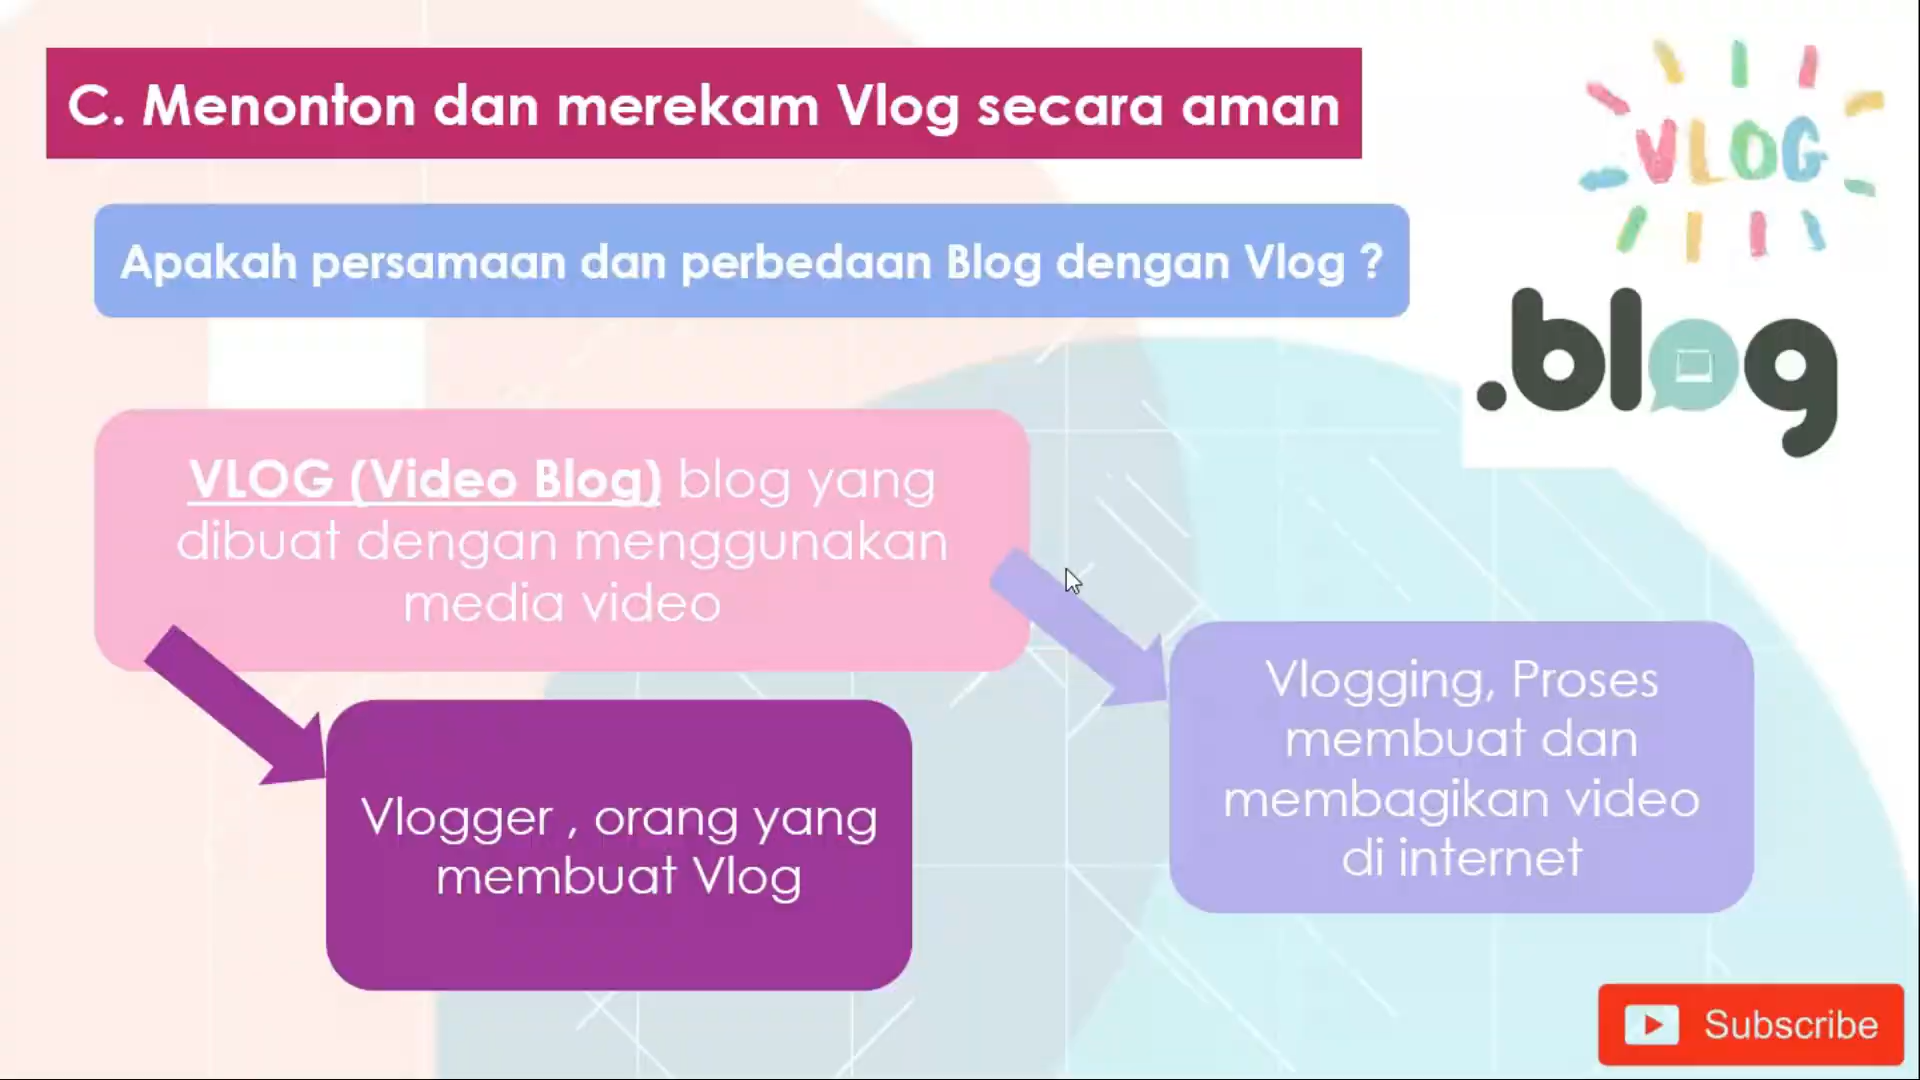 C. Menonton dan merekam Vlog secara aman
VLOG
Apakah persamaan dan perbedaan Blog dengan Vlog ?
.blog
VLOG (Video Blog) blog yang
dibuat dengan menggunakan
media video
Vlogger , orang yang
membuat Vlog
Vlogging, Proses
membuat dan
membagikan video
di internet
Subscribe